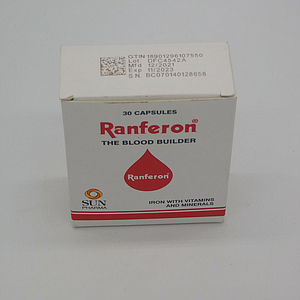 GTIN 18901296107550
Lot DFC4542A
Mfd 12/2021
Exp 11/2023
S.N. BC070140128658
30 CAPSULES
Ranferon®
THE BLOOD BUILDER
Ranferon®
SUN
PHARMA
IRON WITH VITAMINS
AND MINERALS